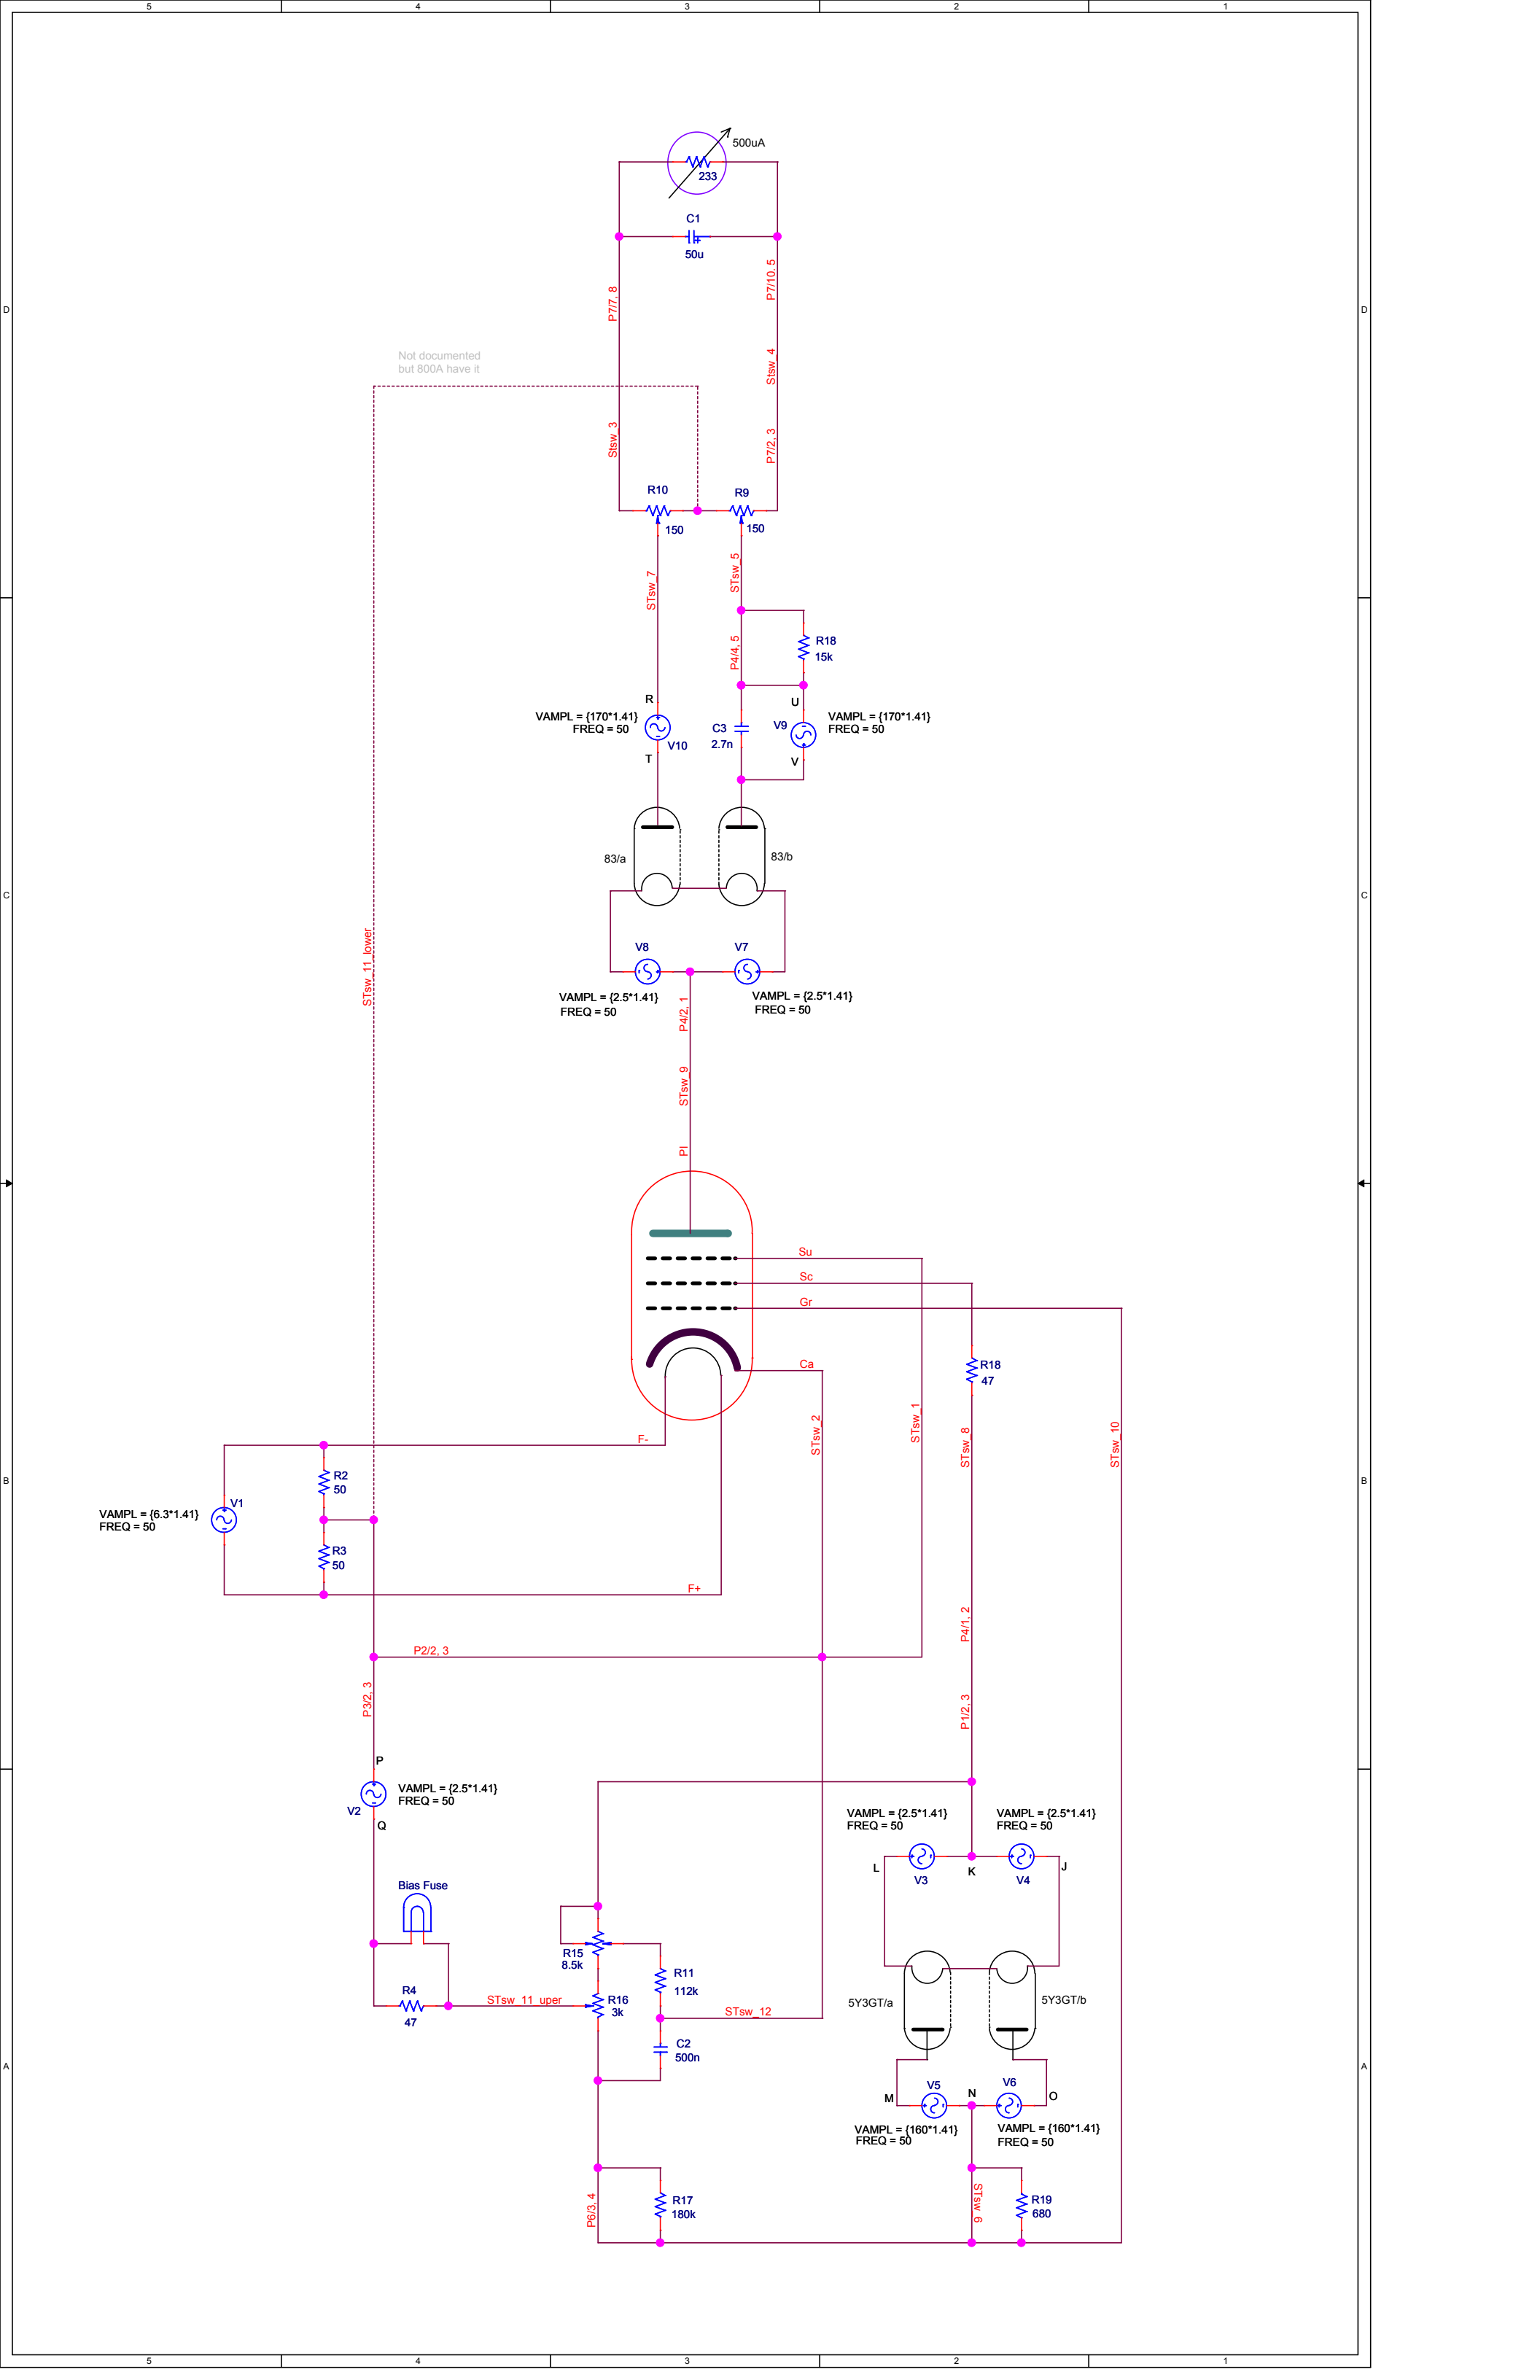 5 4 3 2 1
500uA
233
C1
50u
P7/7, 8
P7/10. 5
D
D
Not documented
but 800A have it
Stsw_4
Stsw_3
P7/2, 3
R10
R9
150
150
STsw_7
STsw_5
P4/4, 5
R18
15k
R
U
VAMPL = {170*1.41}
FREQ = 50
V10
T
C3
2.7n
V9
VAMPL = {170*1.41}
FREQ = 50
V
83/a
83/b
C
C
STsw_11_lower
V8
V7
VAMPL = {2.5*1.41}
FREQ = 50
VAMPL = {2.5*1.41}
FREQ = 50
P4/2, 1
STsw_9
Pl
Su
Sc
Gr
Ca
R18
47
STsw_2
STsw_1
STsw_8
STsw_10
F-
B
B
R2
50
V1
VAMPL = {6.3*1.41}
FREQ = 50
R3
50
F+
P2/2, 3
P4/1, 2
P3/2, 3
P1/2, 3
P
VAMPL = {2.5*1.41}
FREQ = 50
V2
Q
VAMPL = {2.5*1.41}
FREQ = 50
VAMPL = {2.5*1.41}
FREQ = 50
L
K
J
V3
V4
Bias Fuse
R15
8.5k
R11
112k
R4
47
STsw_11_uper
R16
3k
STsw_12
5Y3GT/a
5Y3GT/b
C2
500n
A
A
M
V5
N
V6
O
VAMPL = {160*1.41}
FREQ = 50
VAMPL = {160*1.41}
FREQ = 50
P6/3, 4
R17
180k
STsw_6
R19
680
5 4 3 2 1